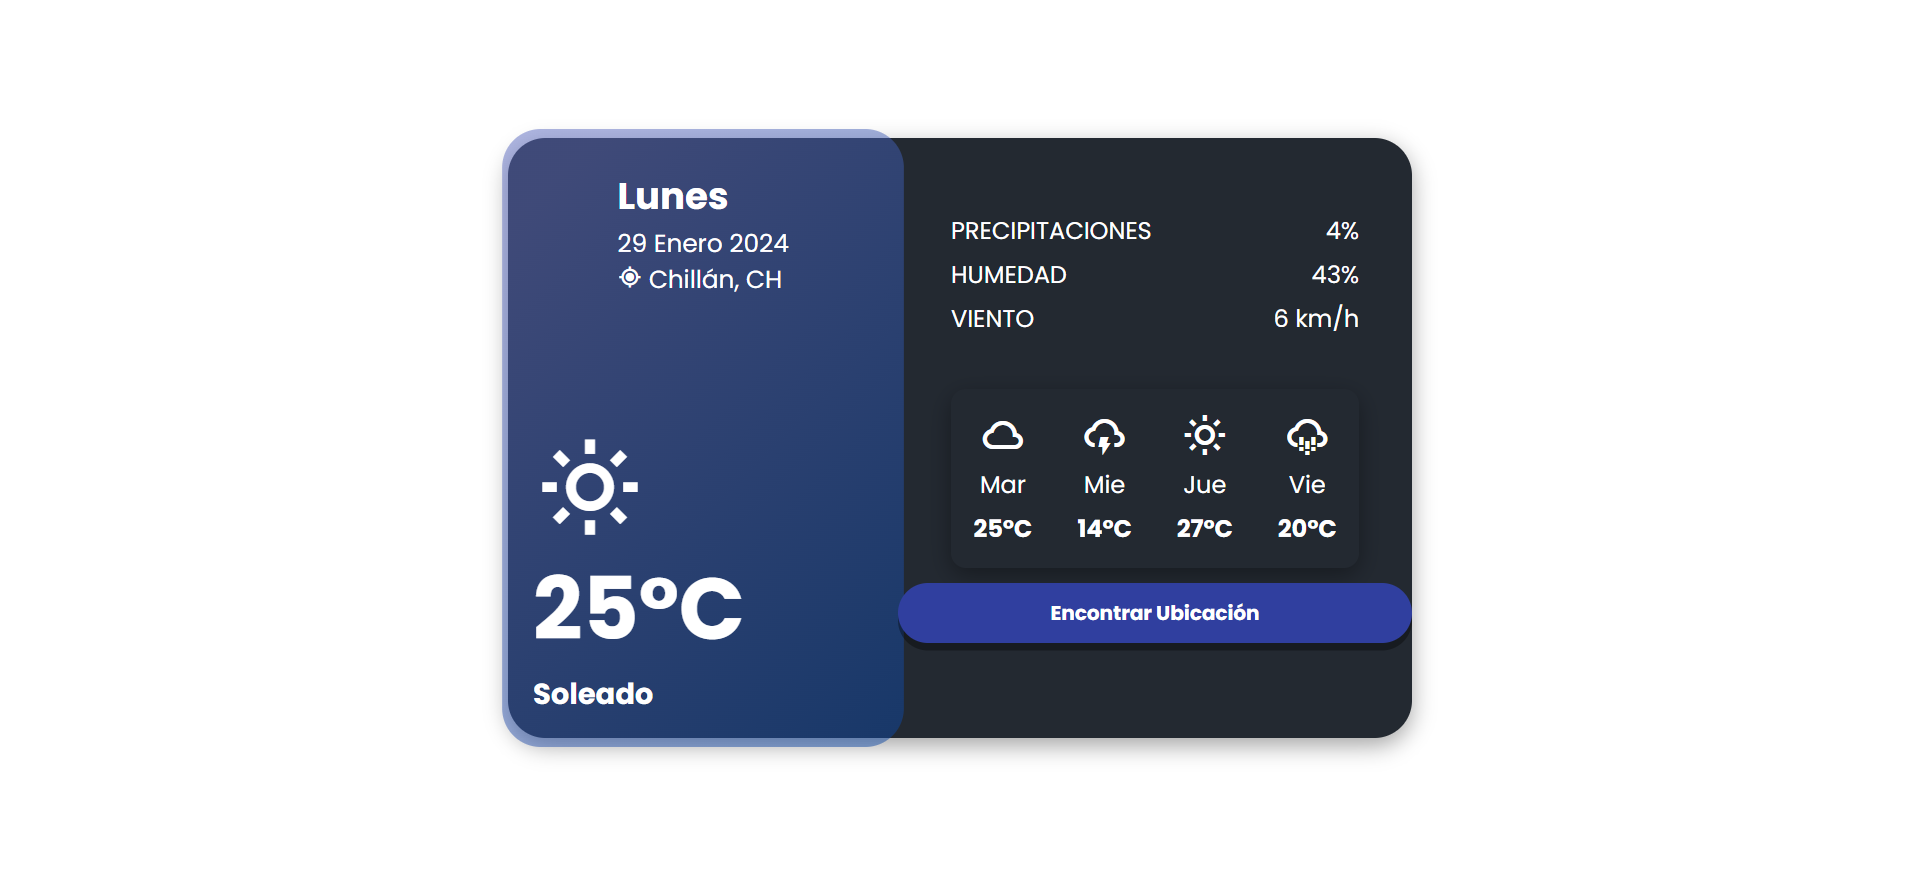 Lunes
29 Enero 2024
Chillán, CH
25°C
Soleado
PRECIPITACIONES 4%
HUMEDAD 43%
VIENTO 6 km/h
Mar Mie Jue Vie
25°C 14°C 27°C 20°C
Encontrar Ubicación